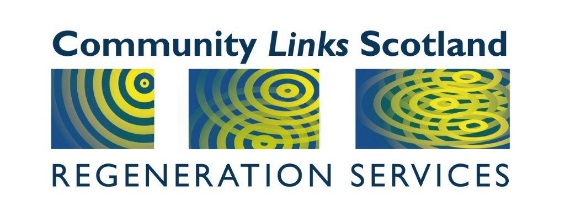 Community Links Scotland
REGENERATION SERVICES